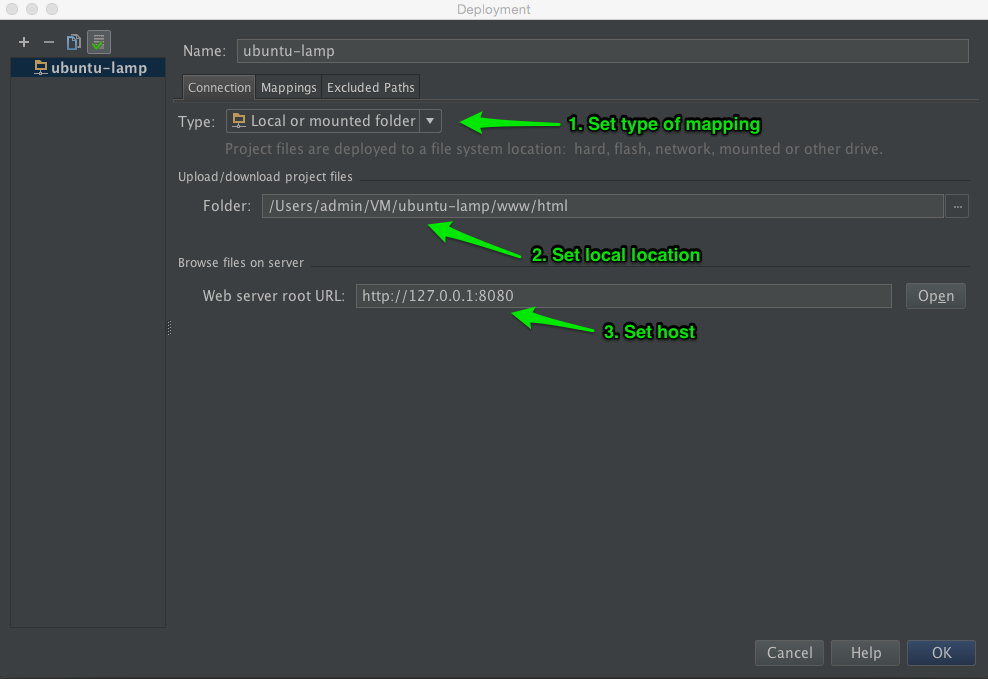 Deployment
Name: ubuntu-lamp
ubuntu-lamp
Connection Mappings Excluded Paths
Type: Local or mounted folder 1. Set type of mapping
Project files are deployed to a file system location: hard, flash, network, mounted or other drive.
Upload/download project files
Folder: /Users/admin/VM/ubuntu-lamp/www/html ...
2. Set local location
Browse files on server
Web server root URL: http://127.0.0.1:8080 Open
3. Set host
Cancel Help OK